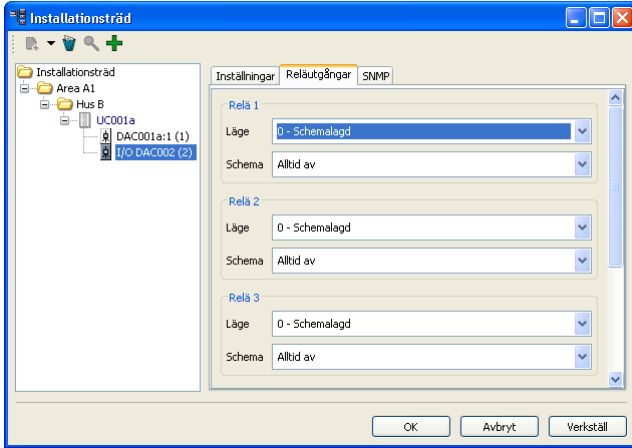 Installationsträd
Installationsträd
Area A1
Hus B
UC001a
DAC001a:1 (1)
I/O DAC002 (2)
Inställningar Reläutgångar SNMP
Relä 1
Läge 0 - Schemalagd
Schema Alltid av
Relä 2
Läge 0 - Schemalagd
Schema Alltid av
Relä 3
Läge 0 - Schemalagd
Schema Alltid av
OK Avbryt Verkställ